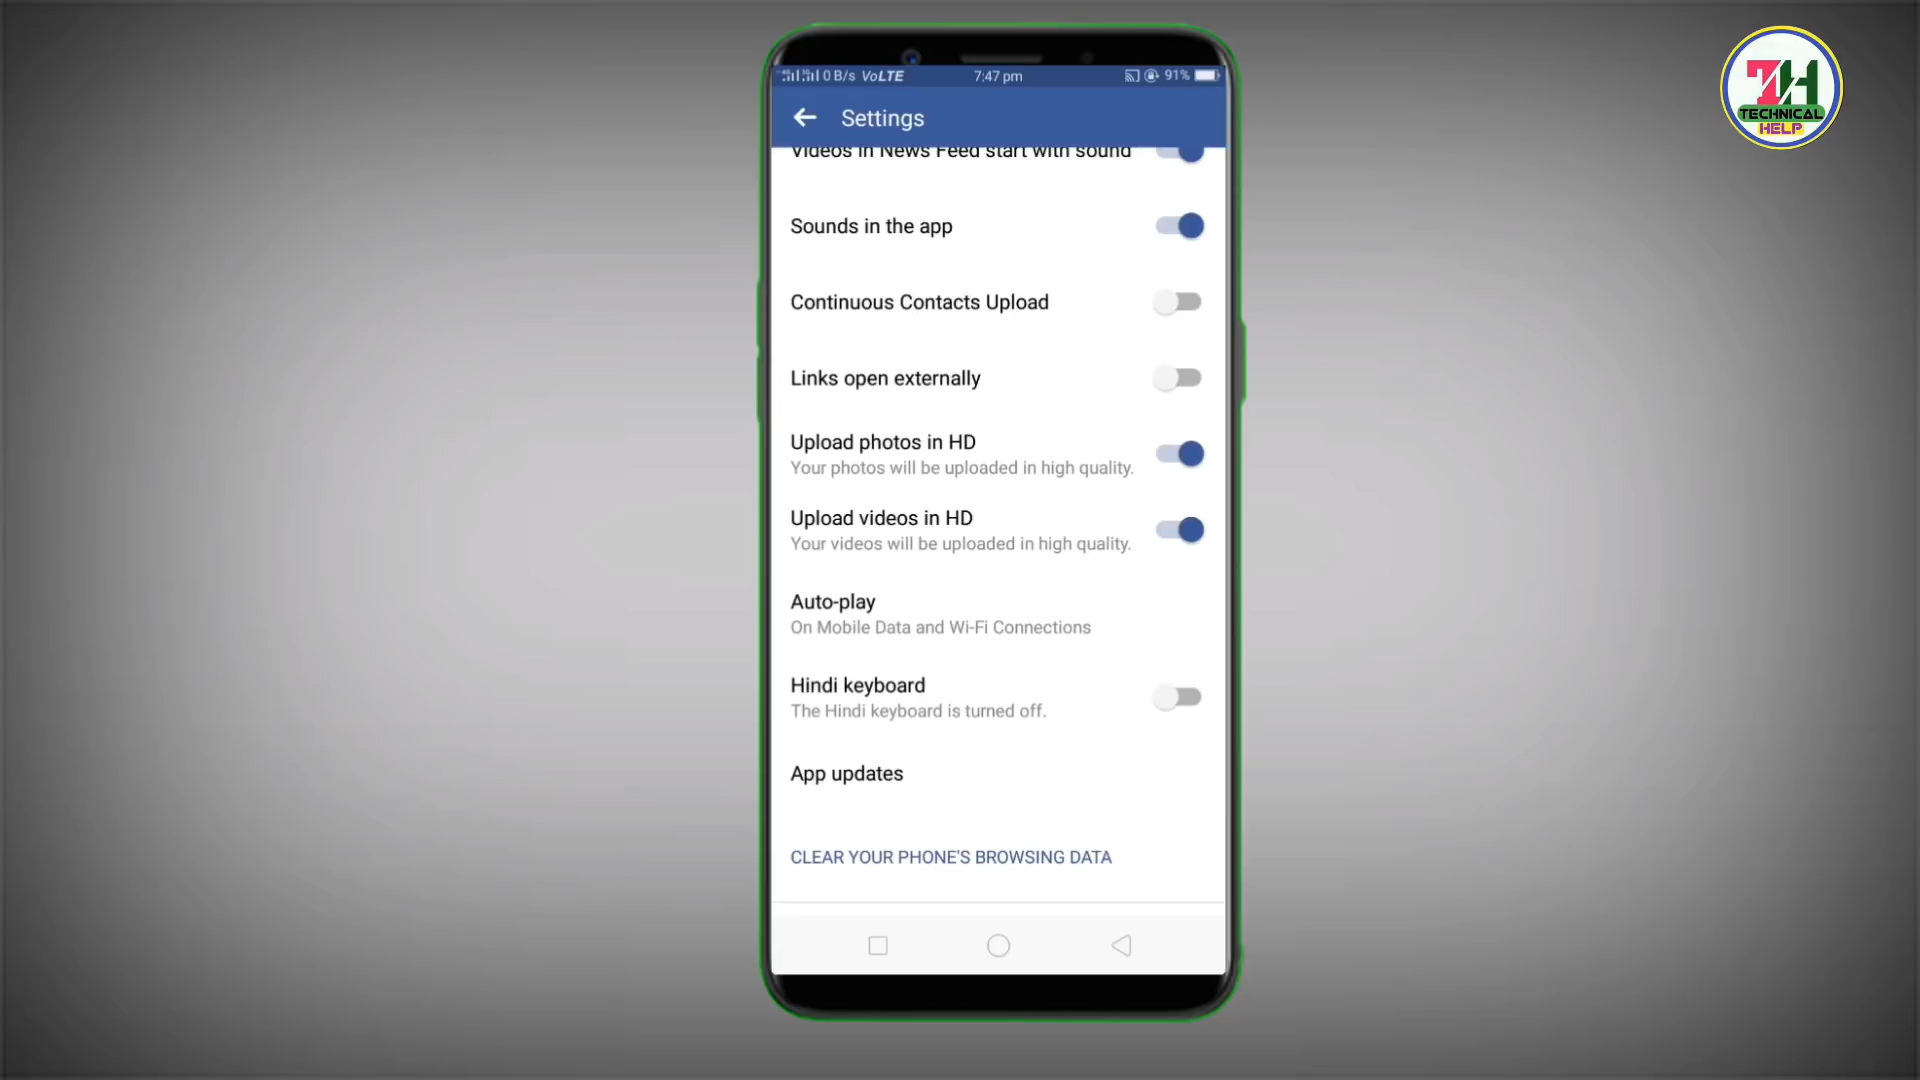 0 B/s VoLTE 7:47 pm 91%
Settings
Videos in News Feed start with sound
Sounds in the app
Continuous Contacts Upload
Links open externally
Upload photos in HD
Your photos will be uploaded in high quality.
Upload videos in HD
Your videos will be uploaded in high quality.
Auto-play
On Mobile Data and Wi-Fi Connections
Hindi keyboard
The Hindi keyboard is turned off.
App updates
CLEAR YOUR PHONE'S BROWSING DATA
TH
TECHNICAL
HELP